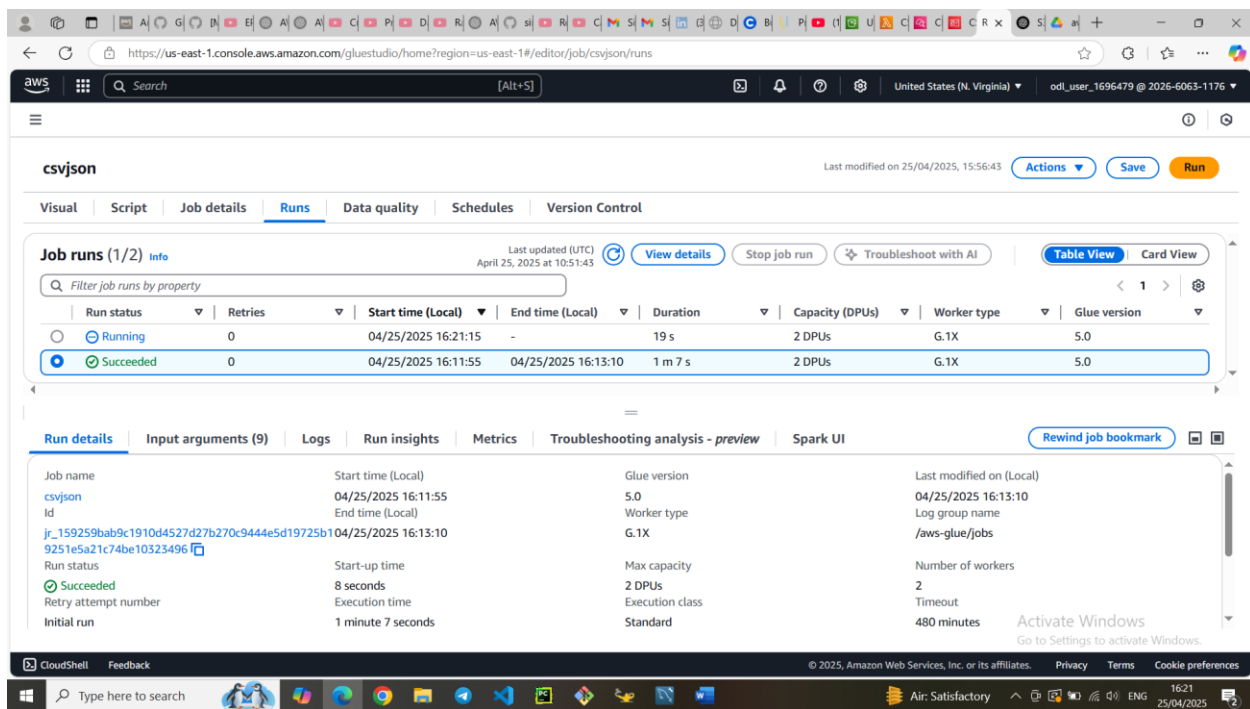 https://us-east-1.console.aws.amazon.com/gluestudio/home?region=us-east-1#/editor/job/csvjson/runs
aws Search [Alt+S] United States (N. Virginia) ▼ odl_user_1696479 @ 2026-6063-1176 ▼
csvjson Last modified on 25/04/2025, 15:56:43 Actions ▼ Save Run
Visual Script Job details Runs Data quality Schedules Version Control
Job runs (1/2) Info Last updated (UTC) April 25, 2025 at 10:51:43 View details Stop job run Troubleshoot with AI Table View Card View
Filter job runs by property 1
Run status Retries Start time (Local) End time (Local) Duration Capacity (DPUs) Worker type Glue version
Running 0 04/25/2025 16:21:15 - 19 s 2 DPUs G.1X 5.0
Succeeded 0 04/25/2025 16:11:55 04/25/2025 16:13:10 1 m 7 s 2 DPUs G.1X 5.0
Run details Input arguments (9) Logs Run insights Metrics Troubleshooting analysis - preview Spark UI Rewind job bookmark
Job name Start time (Local) Glue version Last modified on (Local)
csvjson 04/25/2025 16:11:55 5.0 04/25/2025 16:13:10
Id End time (Local) Worker type Log group name
jr_159259bab9c1910d4527d27b270c9444e5d19725b1 04/25/2025 16:13:10 G.1X /aws-glue/jobs
9251e5a21c74be10323496
Run status Start-up time Max capacity Number of workers
Succeeded 8 seconds 2 DPUs 2
Retry attempt number Execution time Execution class Timeout
Initial run 1 minute 7 seconds Standard 480 minutes
Activate Windows
Go to Settings to activate Windows.
CloudShell Feedback © 2025, Amazon Web Services, Inc. or its affiliates. Privacy Terms Cookie preferences
Type here to search Air: Satisfactory ENG 16:21
25/04/2025